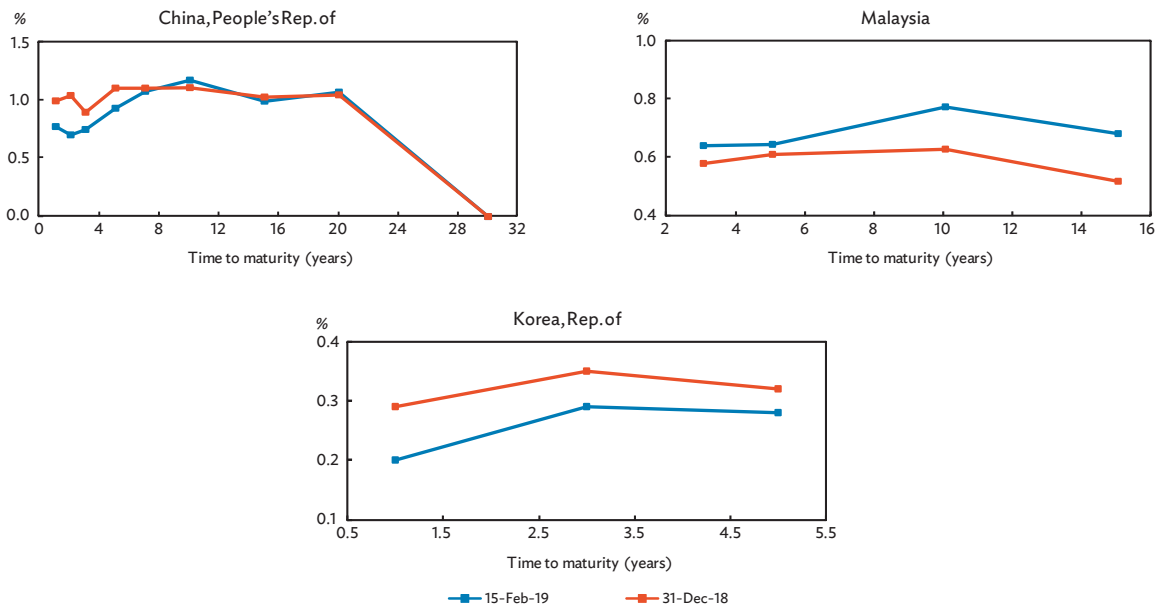 China, People's Rep. of
%
1.5
1.0
0.5
0.0
0 4 8 12 16 20 24 28 32
Time to maturity (years)
Malaysia
%
1.0
0.8
0.6
0.4
2 4 6 8 10 12 14 16
Time to maturity (years)
Korea, Rep. of
%
0.4
0.3
0.2
0.1
0.5 1.5 2.5 3.5 4.5 5.5
Time to maturity (years)
15-Feb-19 31-Dec-18